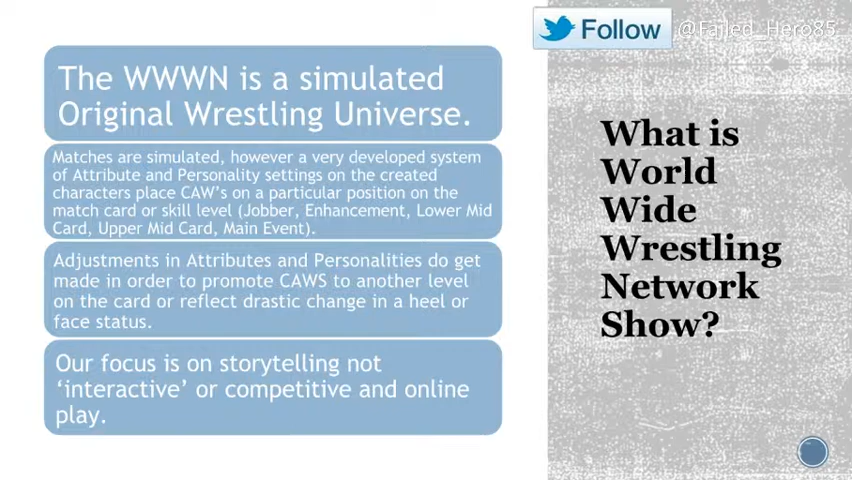 Follow @Failed_Hero85
The WWWN is a simulated
Original Wrestling Universe.
Matches are simulated, however a very developed system
of Attribute and Personality settings on the created
characters place CAW's on a particular position on the
match card or skill level (Jobber, Enhancement, Lower Mid
Card, Upper Mid Card, Main Event).
Adjustments in Attributes and Personalities do get
made in order to promote CAWS to another level
on the card or reflect drastic change in a heel or
face status.
Our focus is on storytelling not
‘interactive’ or competitive and online
play.
What is
World
Wide
Wrestling
Network
Show?